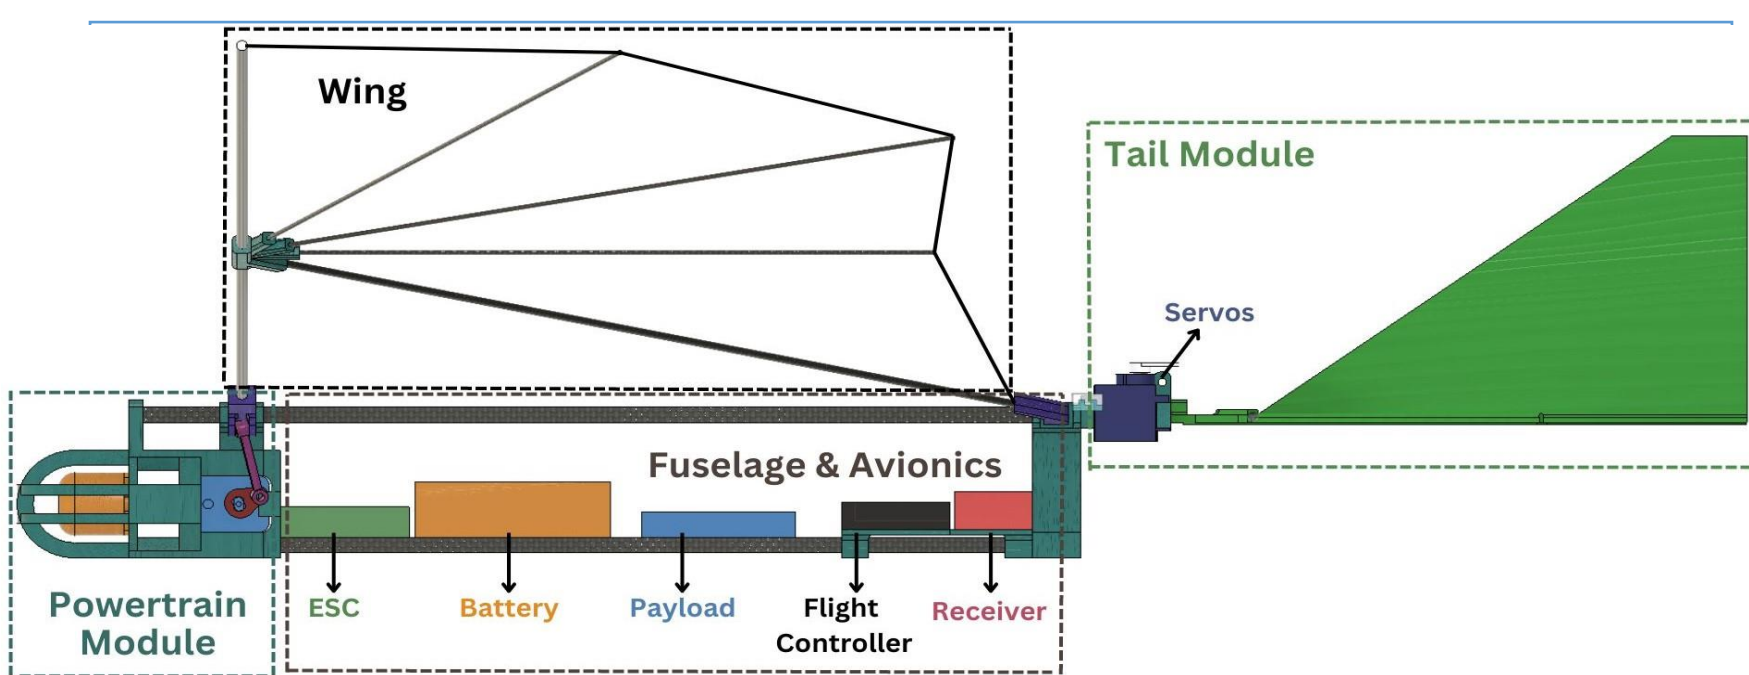 Wing
Tail Module
Servos
Fuselage & Avionics
Powertrain
Module
ESC
Battery
Payload
Flight
Controller
Receiver